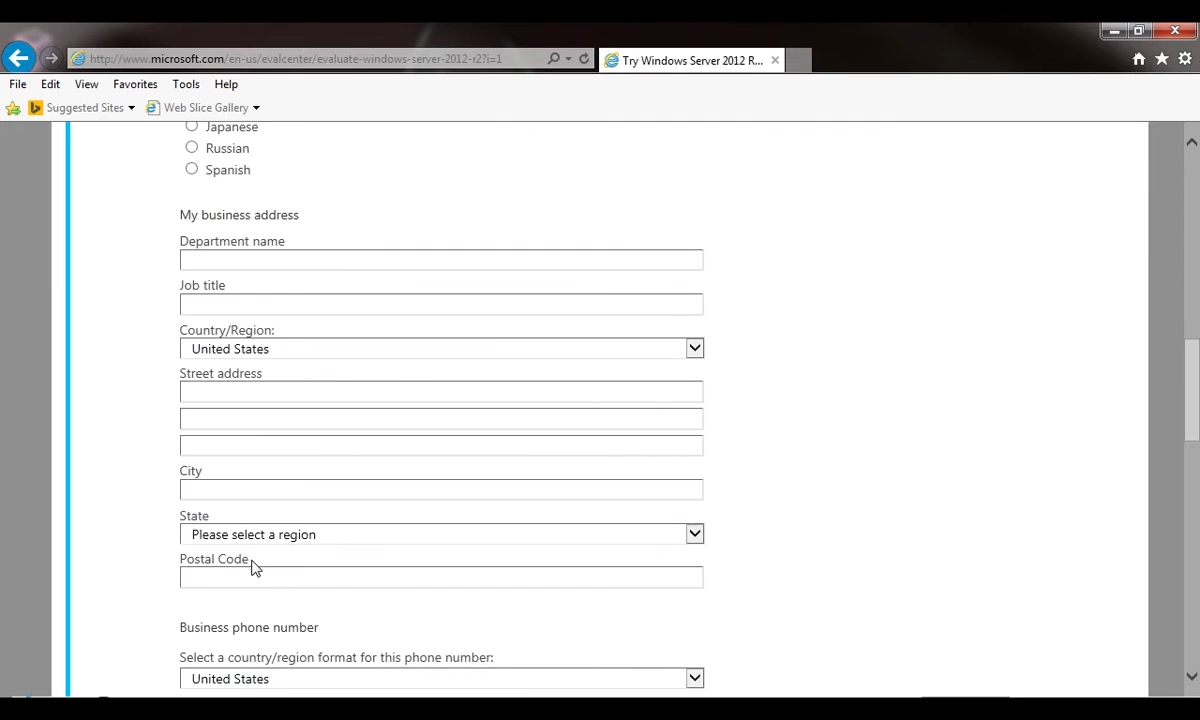 http://www.microsoft.com/en-us/evalcenter/evaluate-windows-server-2012-r2?i=1
Try Windows Server 2012 R...
File Edit View Favorites Tools Help
Suggested Sites Web Slice Gallery
Japanese
Russian
Spanish
My business address
Department name
Job title
Country/Region:
United States
Street address
City
State
Please select a region
Postal Code
Business phone number
Select a country/region format for this phone number:
United States